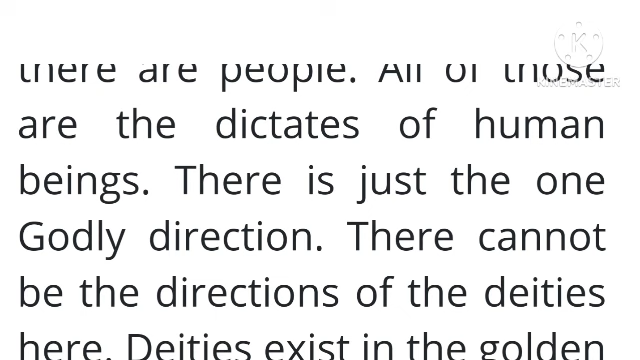 there are people. All of those
are the dictates of human
beings. There is just the one
Godly direction. There cannot
be the directions of the deities
here. Deities exist in the golden
K
KINEMASTER